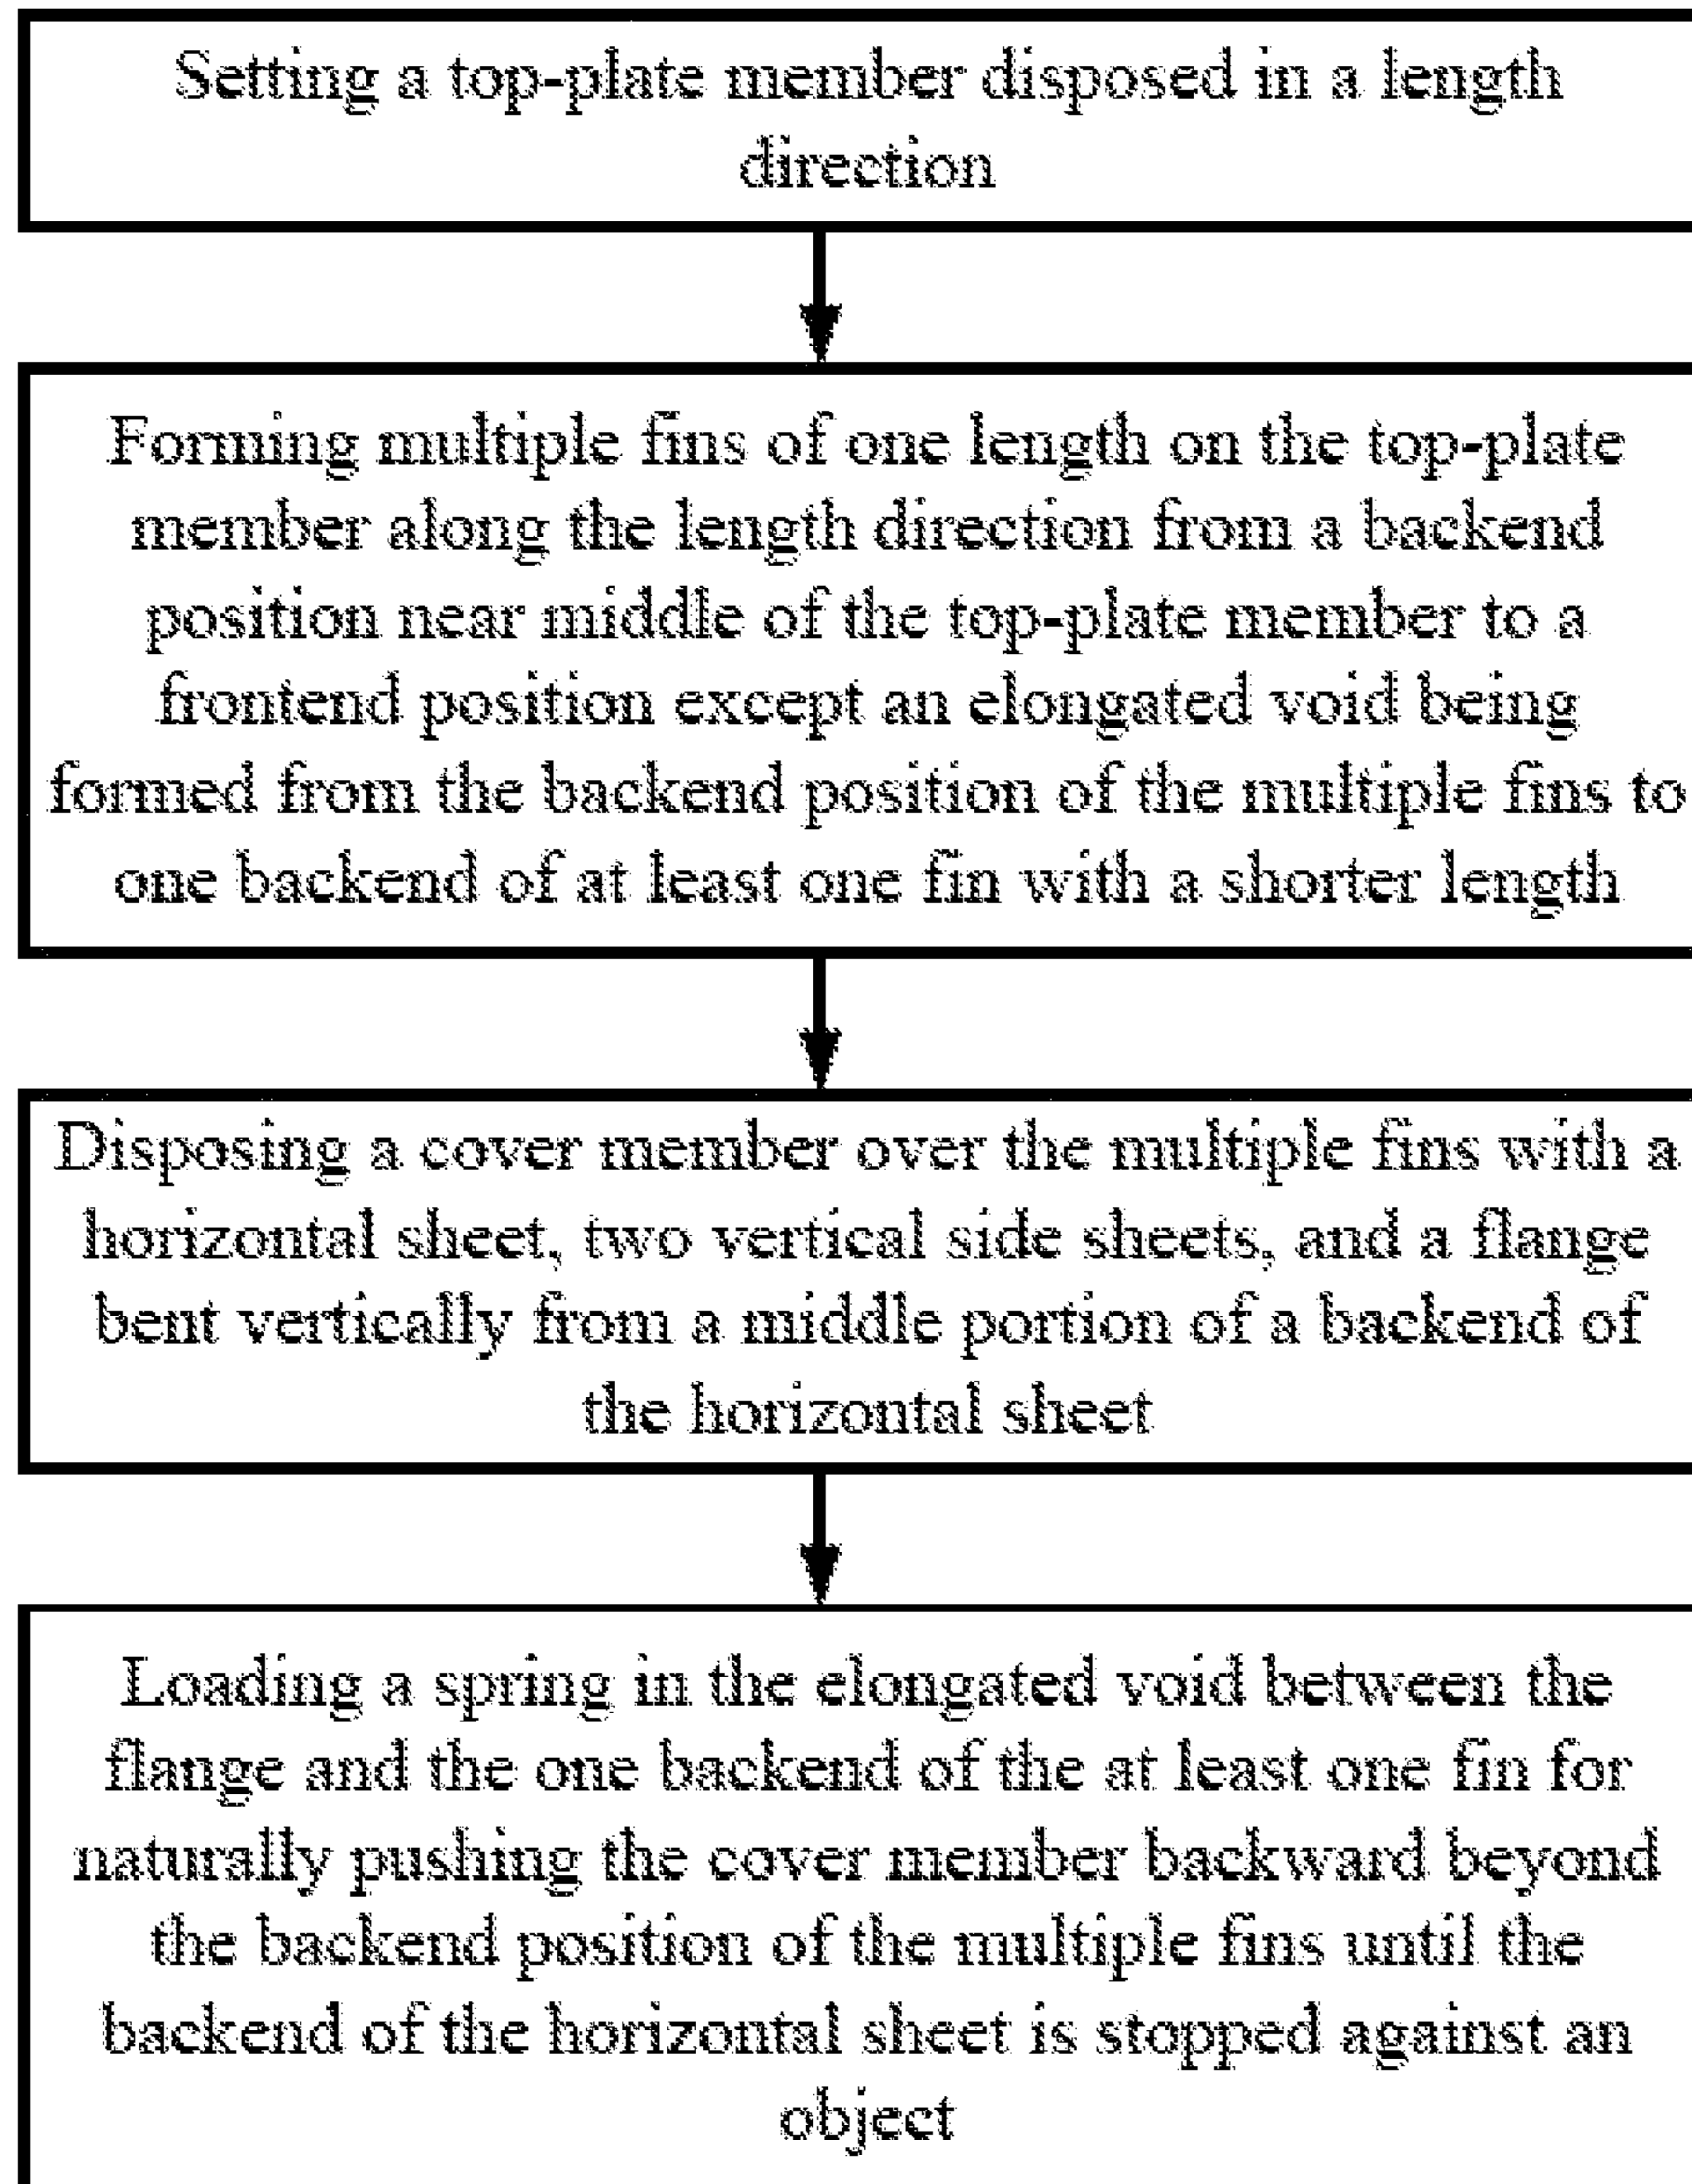 Setting a top-plate member disposed in a length
direction
Forming multiple fins of one length on the top-plate
member along the length direction from a backend
position near middle of the top-plate member to a
frontend position except an elongated void being
formed from the backend position of the multiple fins to
one backend of at least one fin with a shorter length
Disposing a cover member over the multiple fins with a
horizontal sheet, two vertical side sheets, and a flange
bent vertically from a middle portion of a backend of
the horizontal sheet
Loading a spring in the elongated void between the
flange and the one backend of the at least one fin for
naturally pushing the cover member backward beyond
the backend position of the multiple fins until the
backend of the horizontal sheet is stopped against an
object